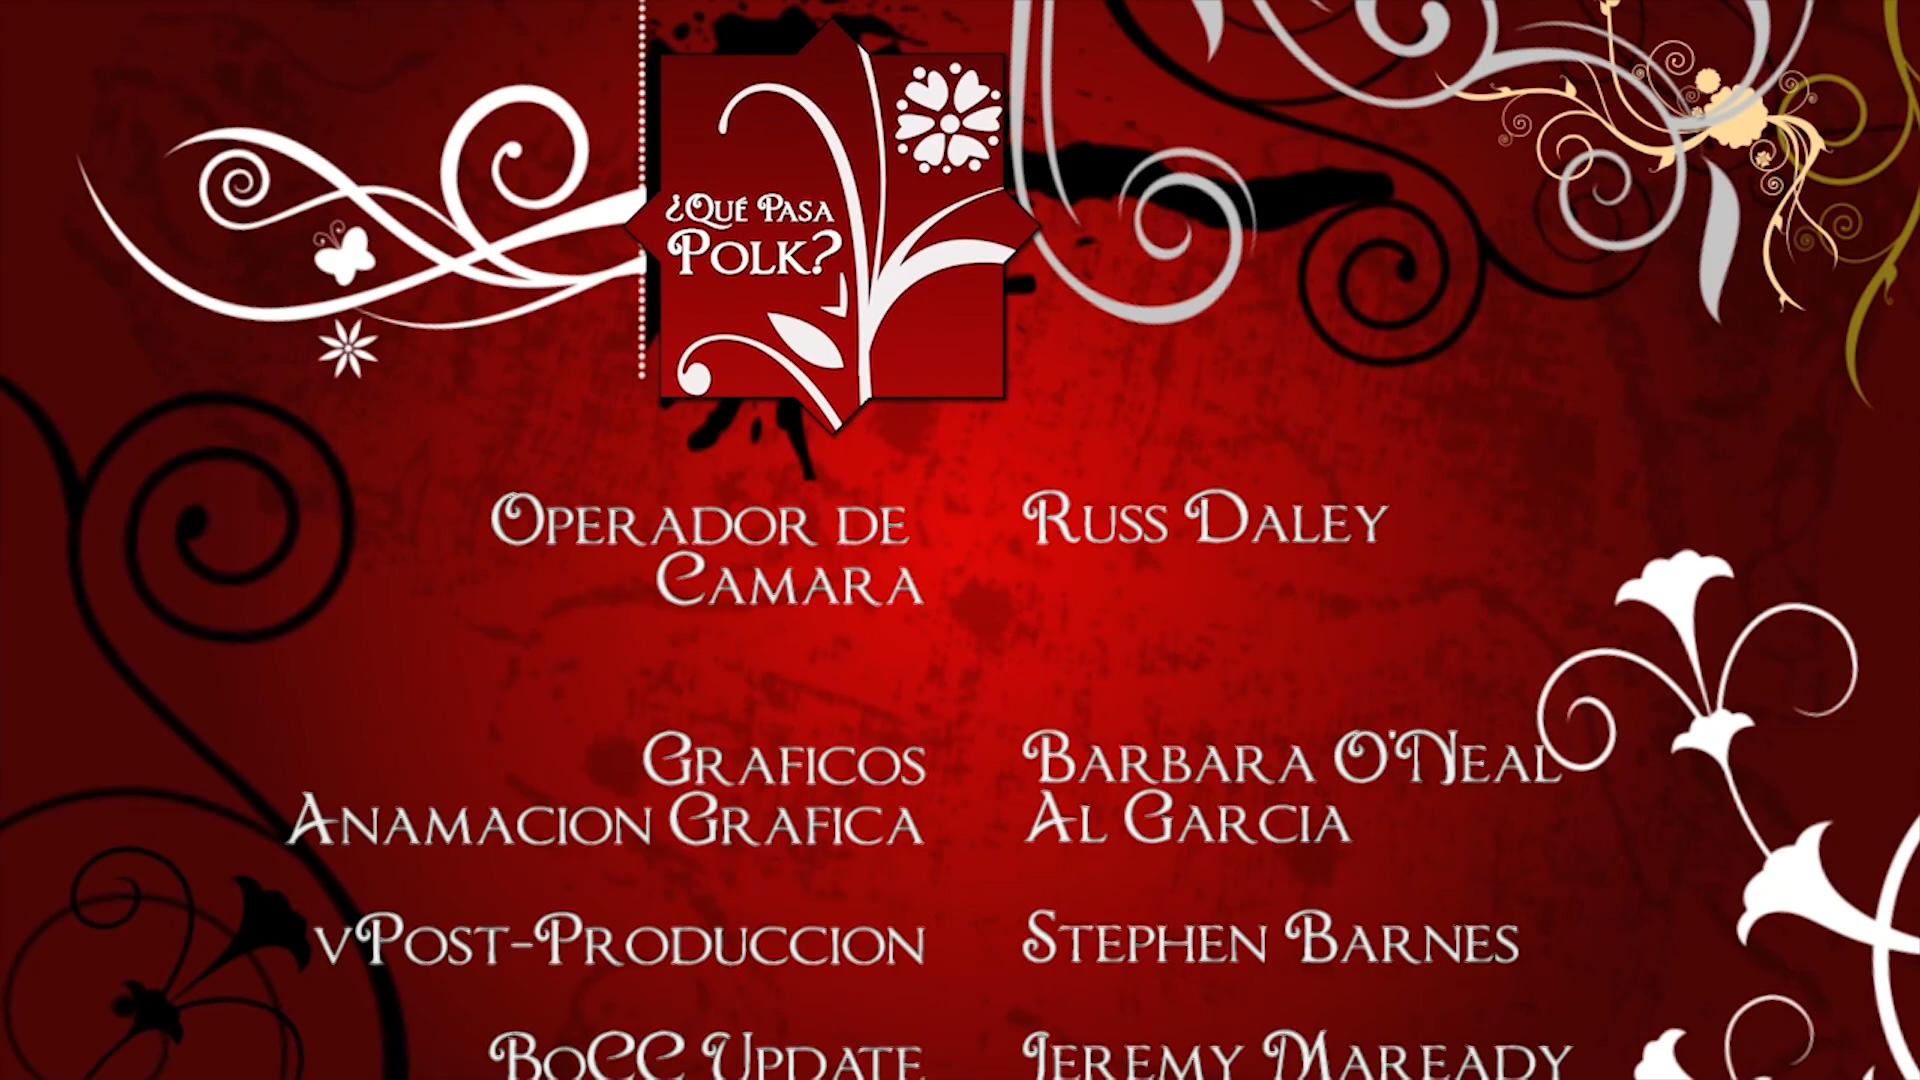 ¿Qué Pasa
Polk?
Operador de
Camara
Russ Daley
Graficos
Barbara O'Neal
Anamacion Grafica
Al Garcia
vPost-Produccion
Stephen Barnes
BoCC Update
Jeremy Maready